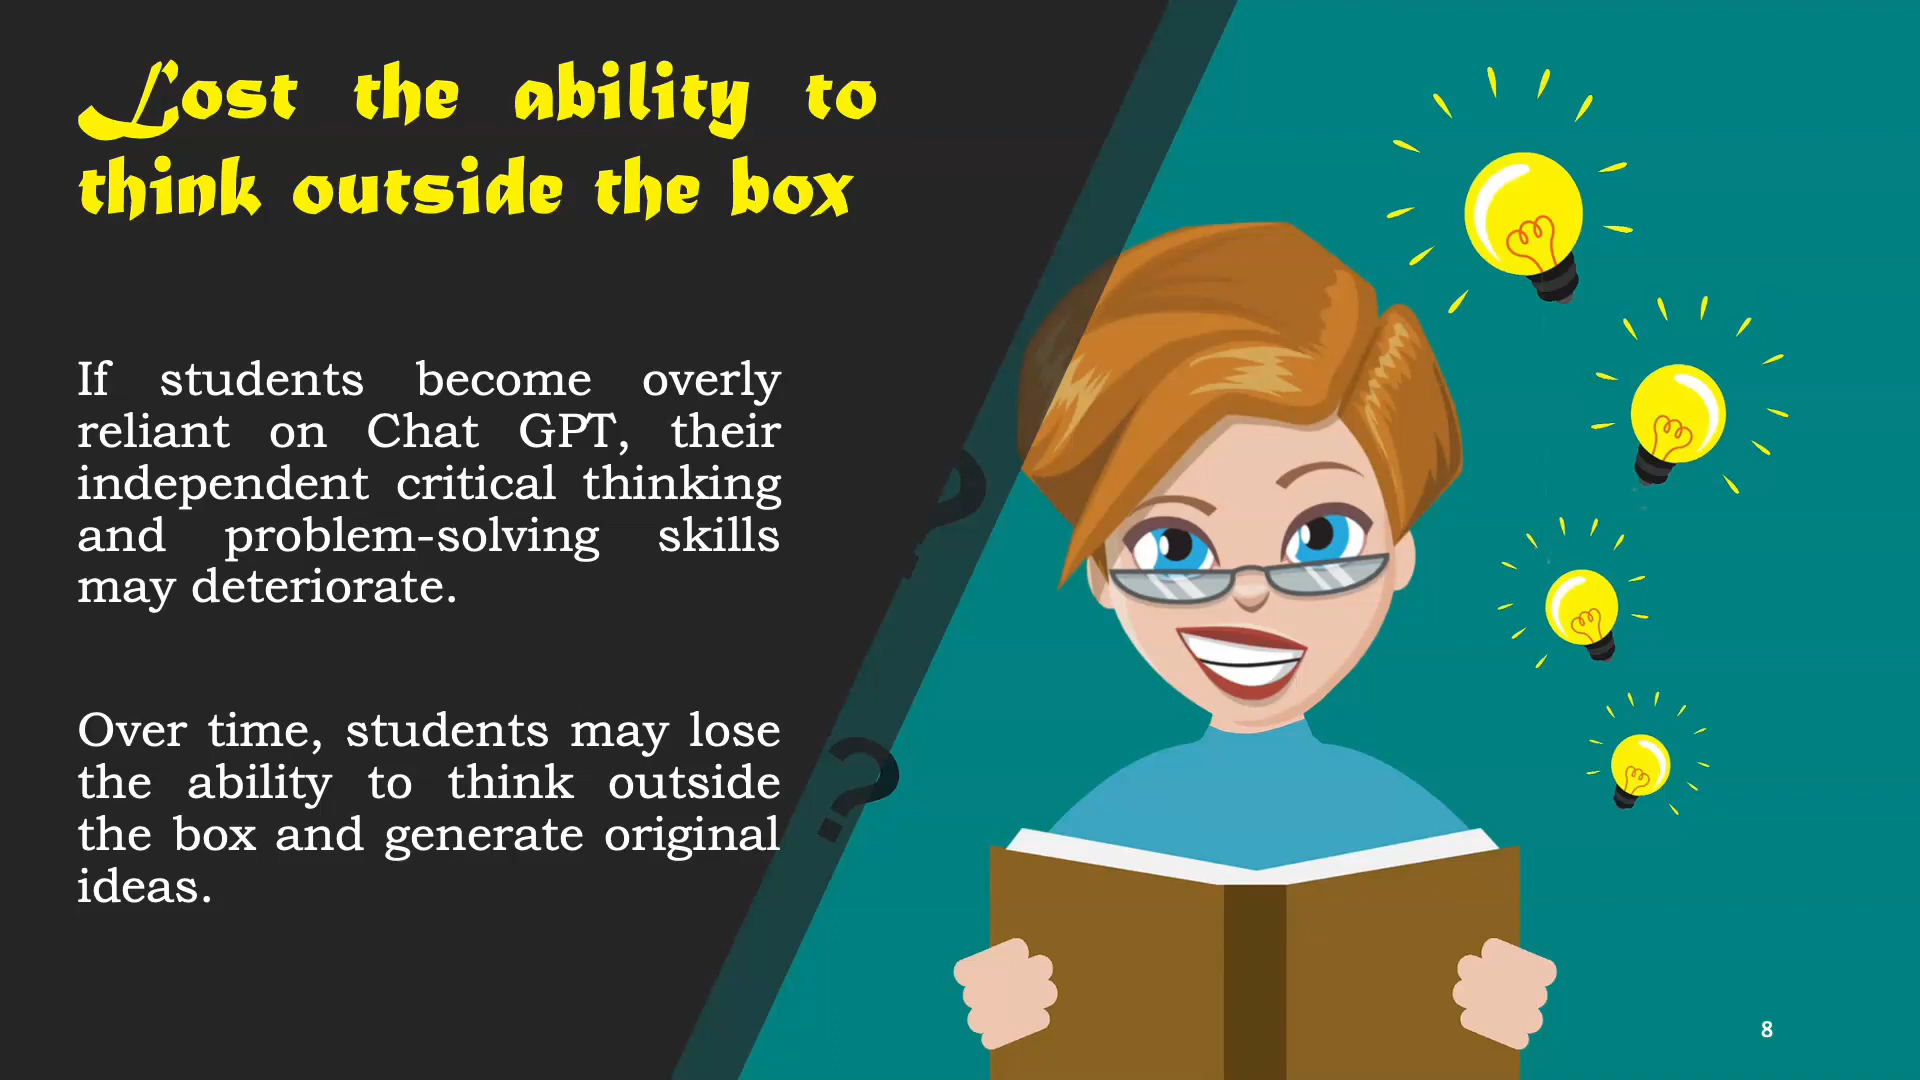 Lost the ability to
think outside the box
If students become overly
reliant on Chat GPT, their
independent critical thinking
and problem-solving skills
may deteriorate.
Over time, students may lose
the ability to think outside
the box and generate original
ideas.
?
?
8